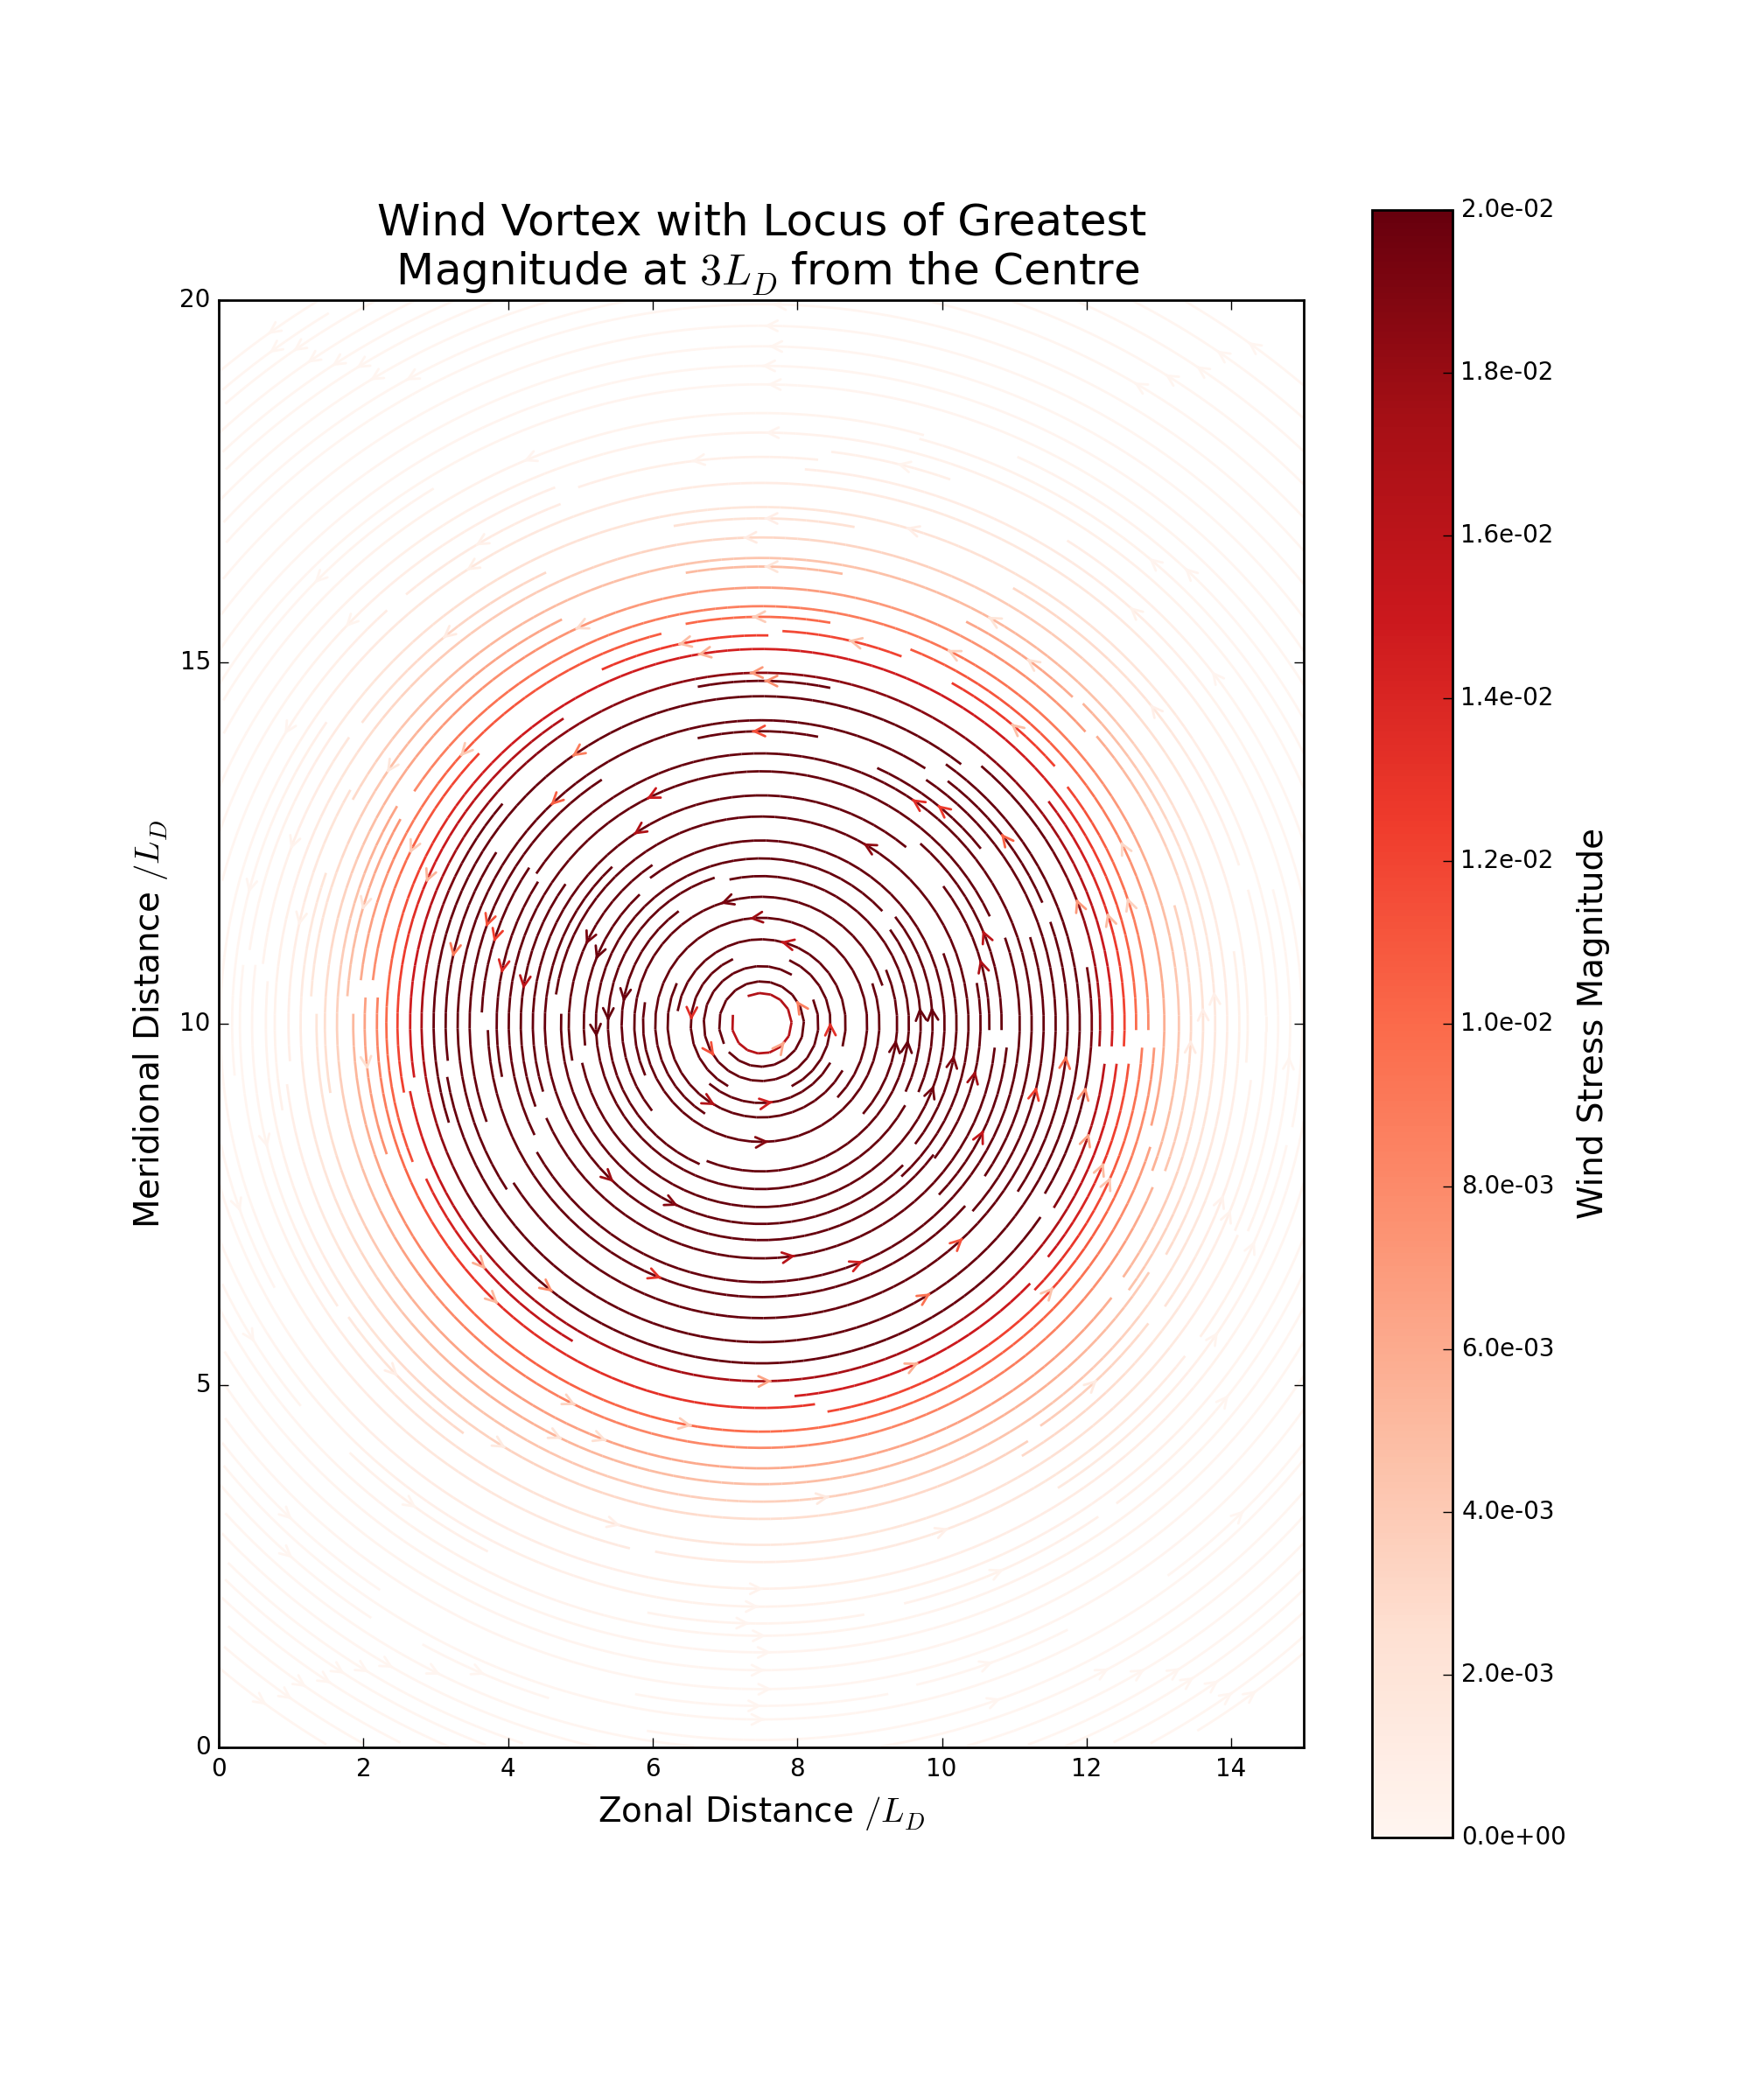 Wind Vortex with Locus of Greatest
Magnitude at 3L_D from the Centre
20
15
10
5
0
Meridional Distance /L_D
0 2 4 6 8 10 12 14
Zonal Distance /L_D
2.0e-02
1.8e-02
1.6e-02
1.4e-02
1.2e-02
1.0e-02
8.0e-03
6.0e-03
4.0e-03
2.0e-03
0.0e+00
Wind Stress Magnitude